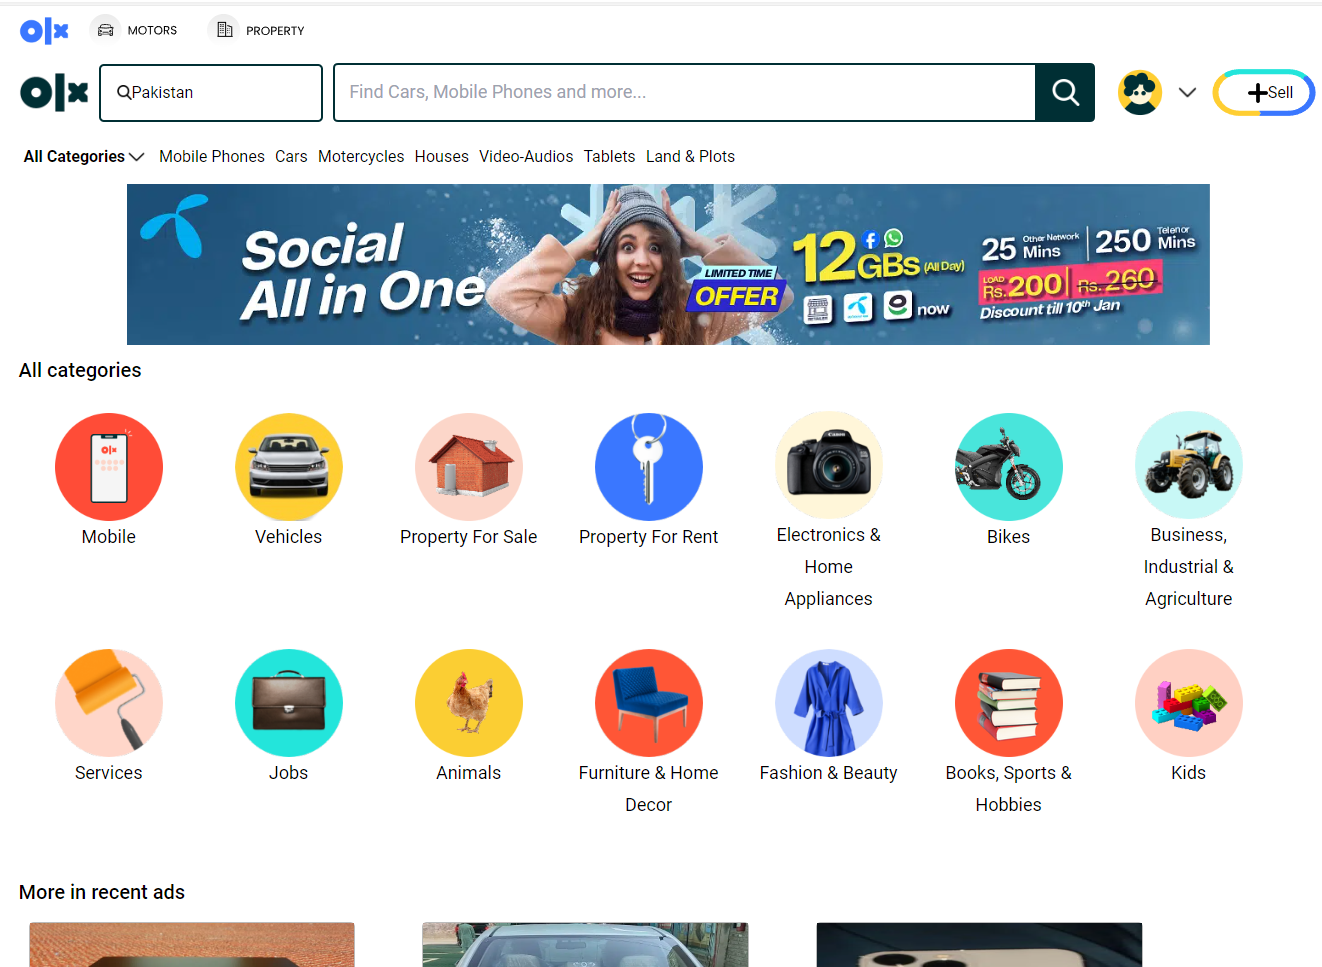 olx MOTORS PROPERTY
olx Pakistan Find Cars, Mobile Phones and more... Sell
All Categories Mobile Phones Cars Motercycles Houses Video-Audios Tablets Land & Plots
Social
All in One
LIMITED TIME
OFFER
12GBs (All Day)
now
25 Other Network Mins
250 Telenor Mins
LOAD Rs.200 Rs.260
Discount till 10th Jan
All categories
olx
Canon
Mobile
Vehicles
Property For Sale
Property For Rent
Electronics &
Home
Appliances
Bikes
Business,
Industrial &
Agriculture
Services
Jobs
Animals
Furniture & Home
Decor
Fashion & Beauty
Books, Sports &
Hobbies
Kids
More in recent ads